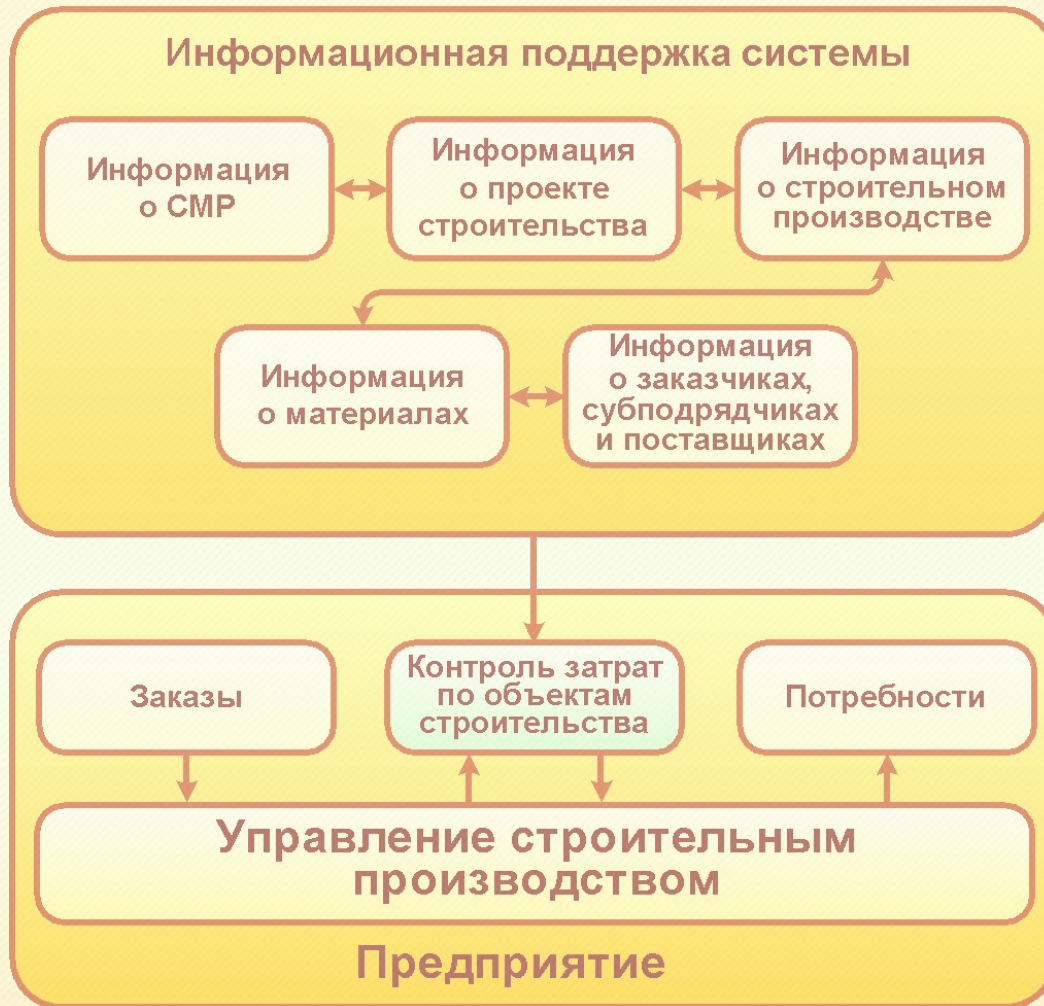 Информационная поддержка системы
Информация
о СМР
Информация
о проекте
строительства
Информация
о строительном
производстве
Информация
о материалах
Информация
о заказчиках,
субподрядчиках
и поставщиках
Заказы
Контроль затрат
по объектам
строительства
Потребности
Управление строительным
производством
Предприятие